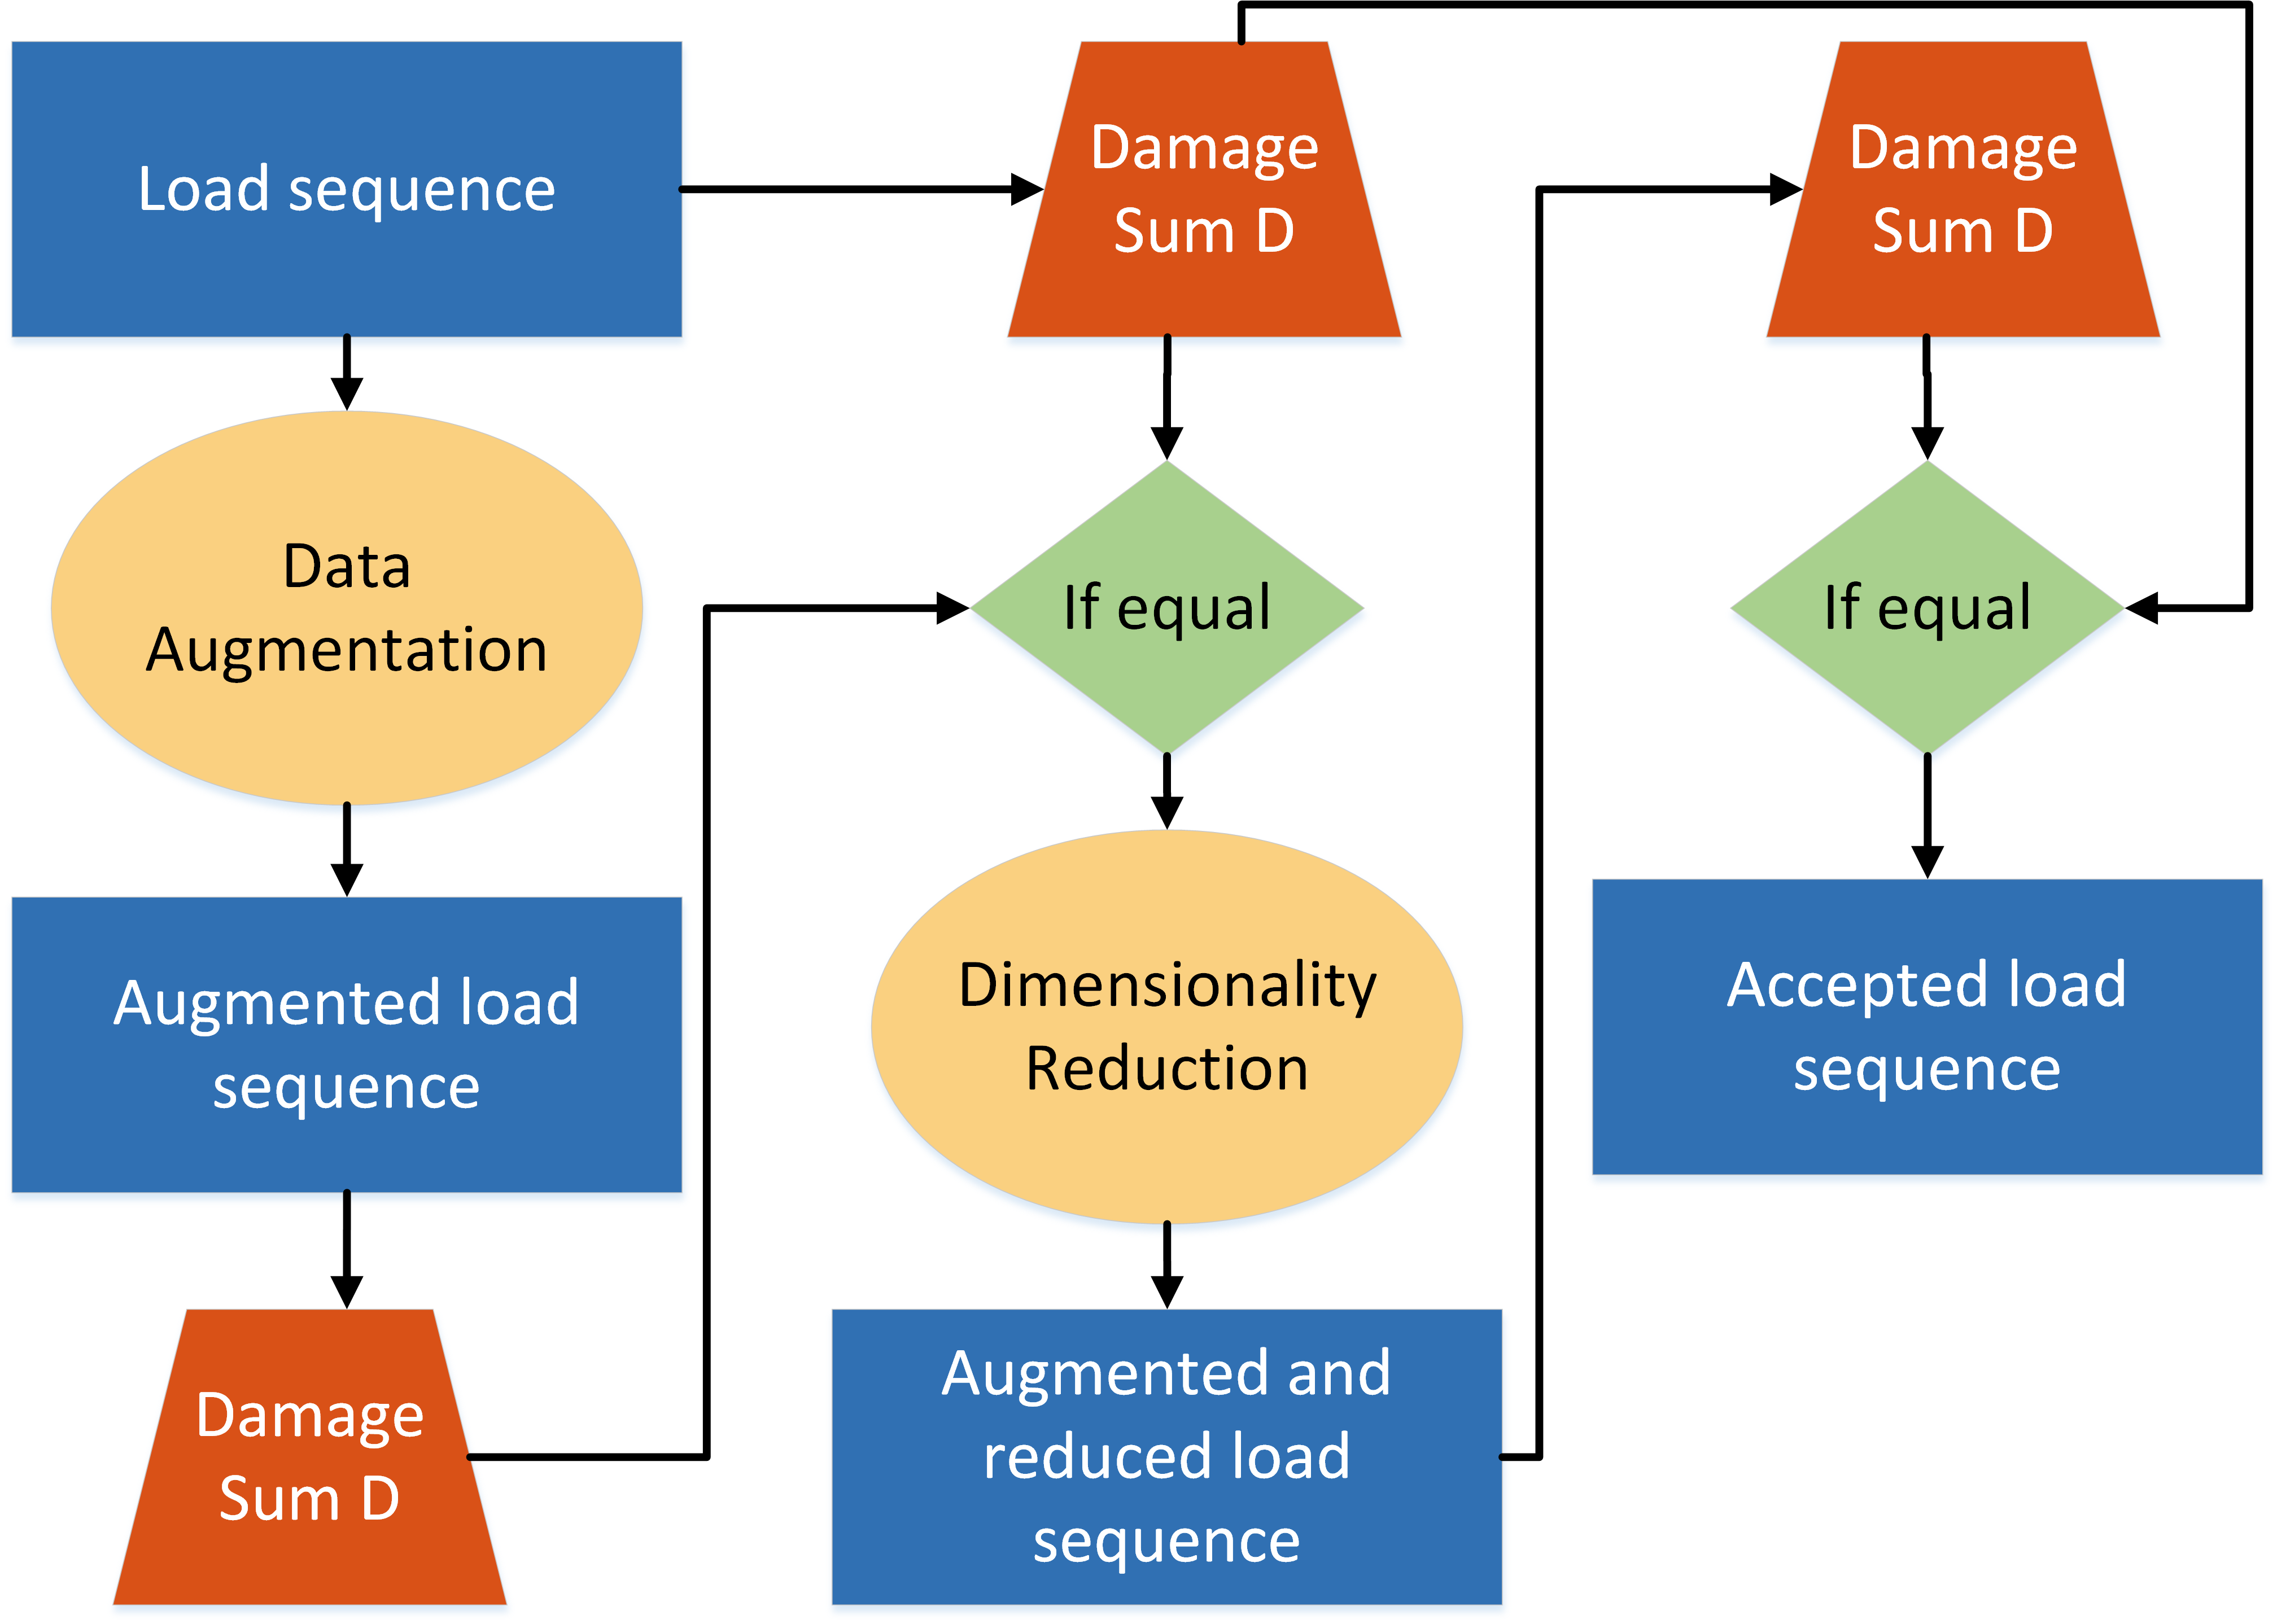 Load sequence
Data
Augmentation
Augmented load
sequence
Damage
Sum D
Damage
Sum D
If equal
Dimensionality
Reduction
Augmented and
reduced load
sequence
Damage
Sum D
If equal
Accepted load
sequence